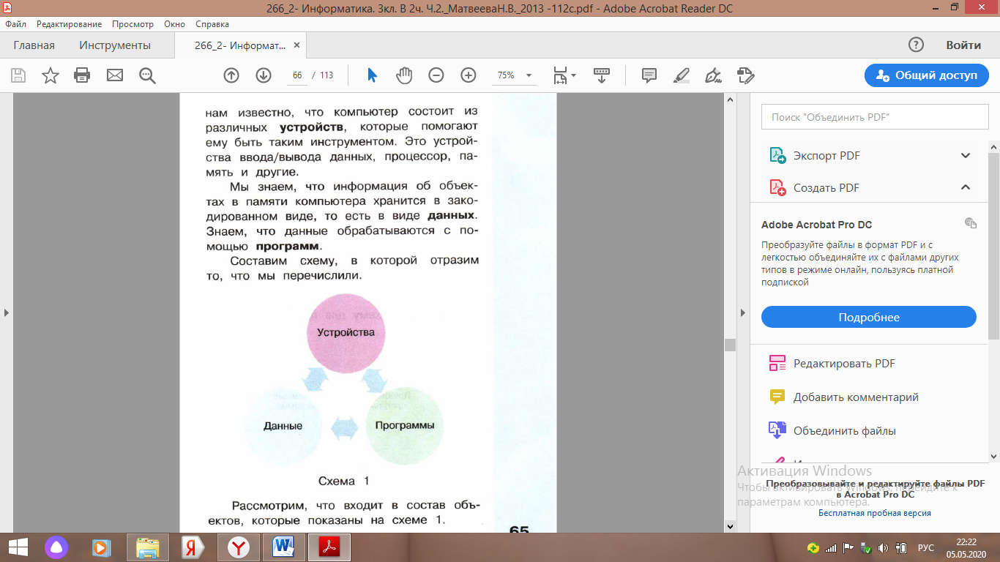 266_2- Информатика. 3кл. В 2ч. Ч.2._МатвееваН.В._2013 -112с.pdf - Adobe Acrobat Reader DC
Файл Редактирование Просмотр Окно Справка
Главная Инструменты 266_2- Информат... × Войти
66 / 113 75% Общий доступ
нам известно, что компьютер состоит из
различных устройств, которые помогают
ему быть таким инструментом. Это устрой-
ства ввода/вывода данных, процессор, па-
мять и другие.
Мы знаем, что информация об объек-
тах в памяти компьютера хранится в зако-
дированном виде, то есть в виде данных.
Знаем, что данные обрабатываются с по-
мощью программ.
Составим схему, в которой отразим
то, что мы перечислили.
Устройства
Данные Программы
Схема 1
Рассмотрим, что входит в состав объ-
ектов, которые показаны на схеме 1.
65
Поиск "Объединить PDF"
Экспорт PDF
Создать PDF
Adobe Acrobat Pro DC
Преобразуйте файлы в формат PDF и с
легкостью объединяйте их с файлами других
типов в режиме онлайн, пользуясь платной
подпиской
Подробнее
Редактировать PDF
Добавить комментарий
Объединить файлы
Активация Windows
Чтобы активировать Windows, перейдите к
параметрам компьютера.
Преобразовывайте и редактируйте файлы PDF
в Acrobat Pro DC
Бесплатная пробная версия
РУС 22:22
05.05.2020